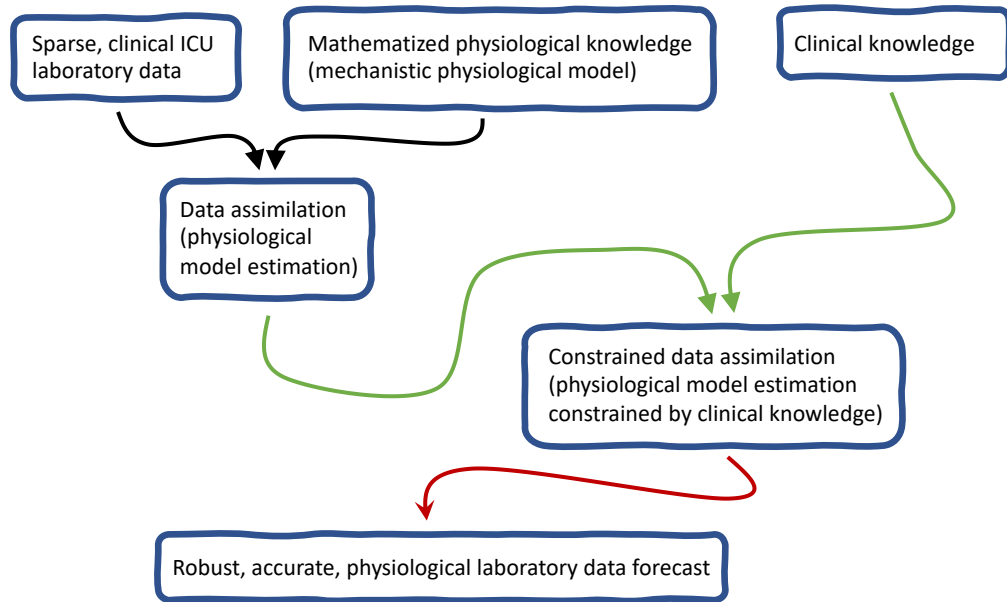 Sparse, clinical ICU
laboratory data
Mathematized physiological knowledge
(mechanistic physiological model)
Clinical knowledge
Data assimilation
(physiological
model estimation)
Constrained data assimilation
(physiological model estimation
constrained by clinical knowledge)
Robust, accurate, physiological laboratory data forecast